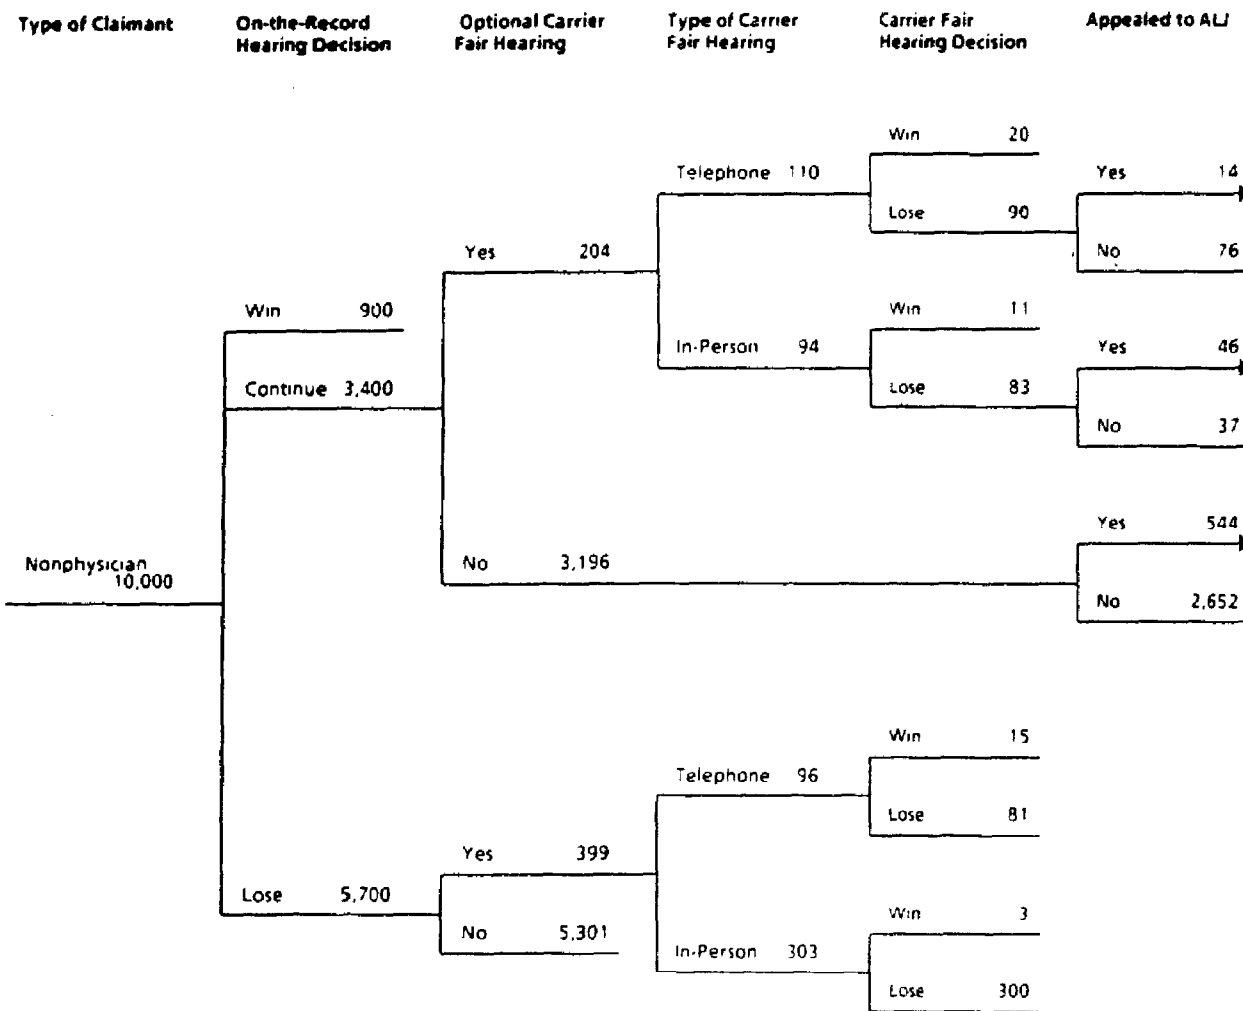 Type of Claimant
On-the-Record
Hearing Decision
Optional Carrier
Fair Hearing
Type of Carrier
Fair Hearing
Carrier Fair
Hearing Decision
Appealed to ALJ
Win 20
Telephone 110
Yes 14
Lose 90
Yes 204
No 76
Win 900
Win 11
In-Person 94
Yes 46
Continue 3,400
Lose 83
No 37
Yes 544
No 3,196
Nonphysician
10,000
No 2,652
Win 15
Telephone 96
Lose 81
Yes 399
Lose 5,700
Win 3
No 5,301
In-Person 303
Lose 300